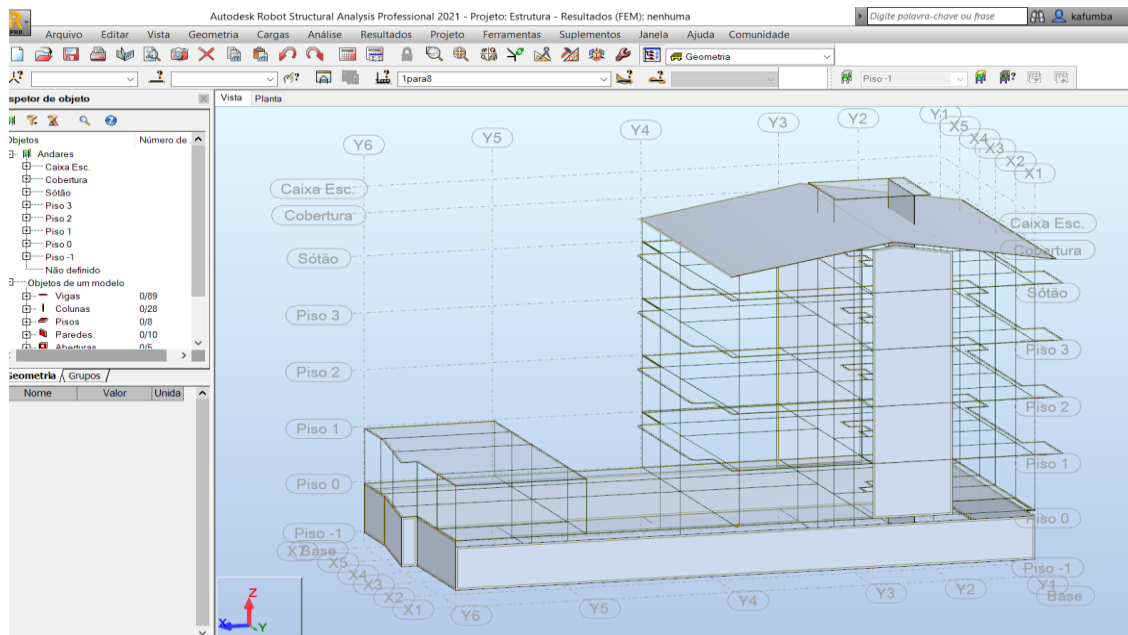 Autodesk Robot Structural Analysis Professional 2021 - Projeto: Estrutura - Resultados (FEM): nenhuma
Digite palavra-chave ou frase
kafumba
PRO
Arquivo Editar Vista Geometria Cargas Análise Resultados Projeto Ferramentas Suplementos Janela Ajuda Comunidade
Geometria
1para8
Piso -1
spetor de objeto
Vista Planta
Objetos Número de
Andares
Caixa Esc.
Cobertura
Sótão
Piso 3
Piso 2
Piso 1
Piso 0
Piso -1
Não definido
Objetos de um modelo
Vigas 0/89
Colunas 0/28
Pisos 0/8
Paredes 0/10
Aberturas 0/5
Geometria Grupos
Nome Valor Unida
Y6
Y5
Y4
Y3
Y2
Y1
X5
X4
X3
X2
X1
Caixa Esc.
Cobertura
Sótão
Piso 3
Piso 2
Piso 1
Piso 0
Piso -1
Base
Caixa Esc.
Cobertura
Sótão
Piso 3
Piso 2
Piso 1
Piso 0
Piso -1
Base
X7
X5
X4
X3
X2
X1
Y6
Y5
Y4
Y3
Y2
Y1
Z
X
Y